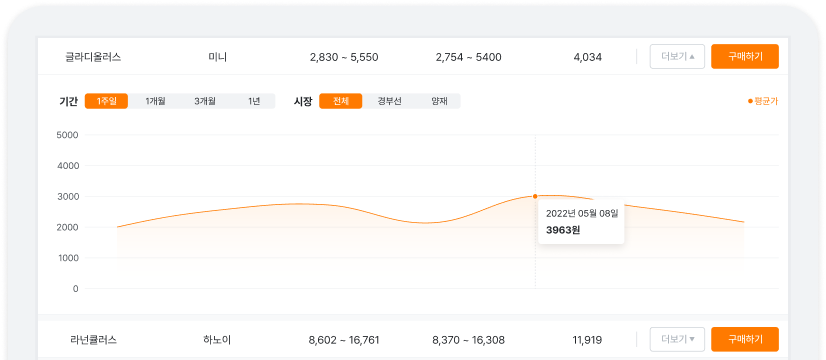 글라디올러스 미니 2,830 ~ 5,550 2,754 ~ 5400 4,034 더보기▲ 구매하기
기간 1주일 1개월 3개월 1년 시장 전체 경부선 양재 ●평균가
5000
4000
3000
2022년 05월 08일
2000
3963원
1000
0
라넌큘러스 하노이 8,602 ~ 16,761 8,370 ~ 16,308 11,919 더보기▼ 구매하기